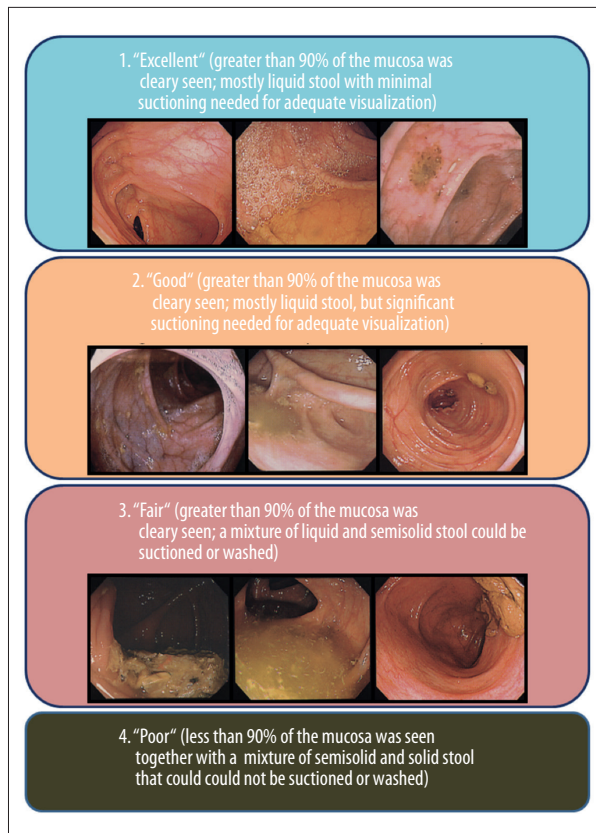 1. “Excellent“ (greater than 90% of the mucosa was
cleary seen; mostly liquid stool with minimal
suctioning needed for adequate visualization)
2. “Good“ (greater than 90% of the mucosa was
cleary seen; mostly liquid stool, but significant
suctioning needed for adequate visualization)
3. “Fair“ (greater than 90% of the mucosa was
cleary seen; a mixture of liquid and semisolid stool could be
suctioned or washed)
4. “Poor“ (less than 90% of the mucosa was seen
together with a mixture of semisolid and solid stool
that could could not be suctioned or washed)